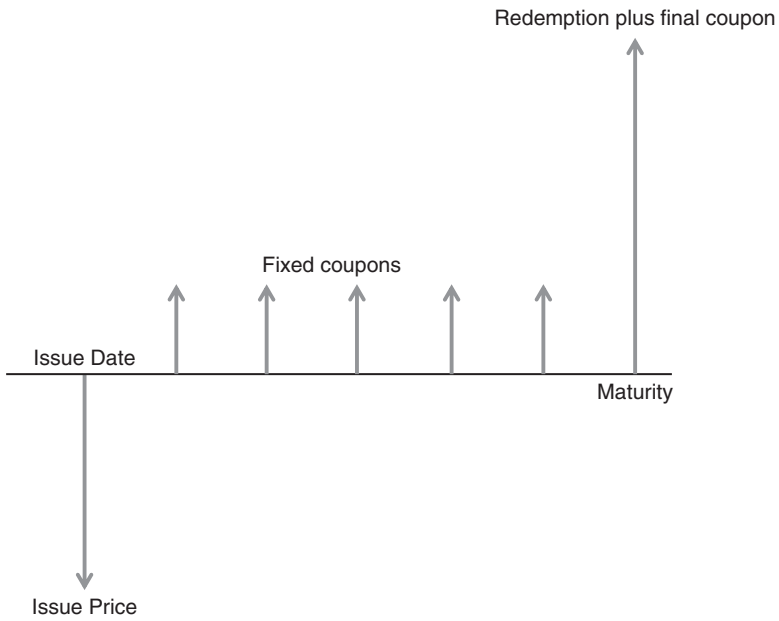 Redemption plus final coupon
Fixed coupons
Issue Date
Maturity
Issue Price